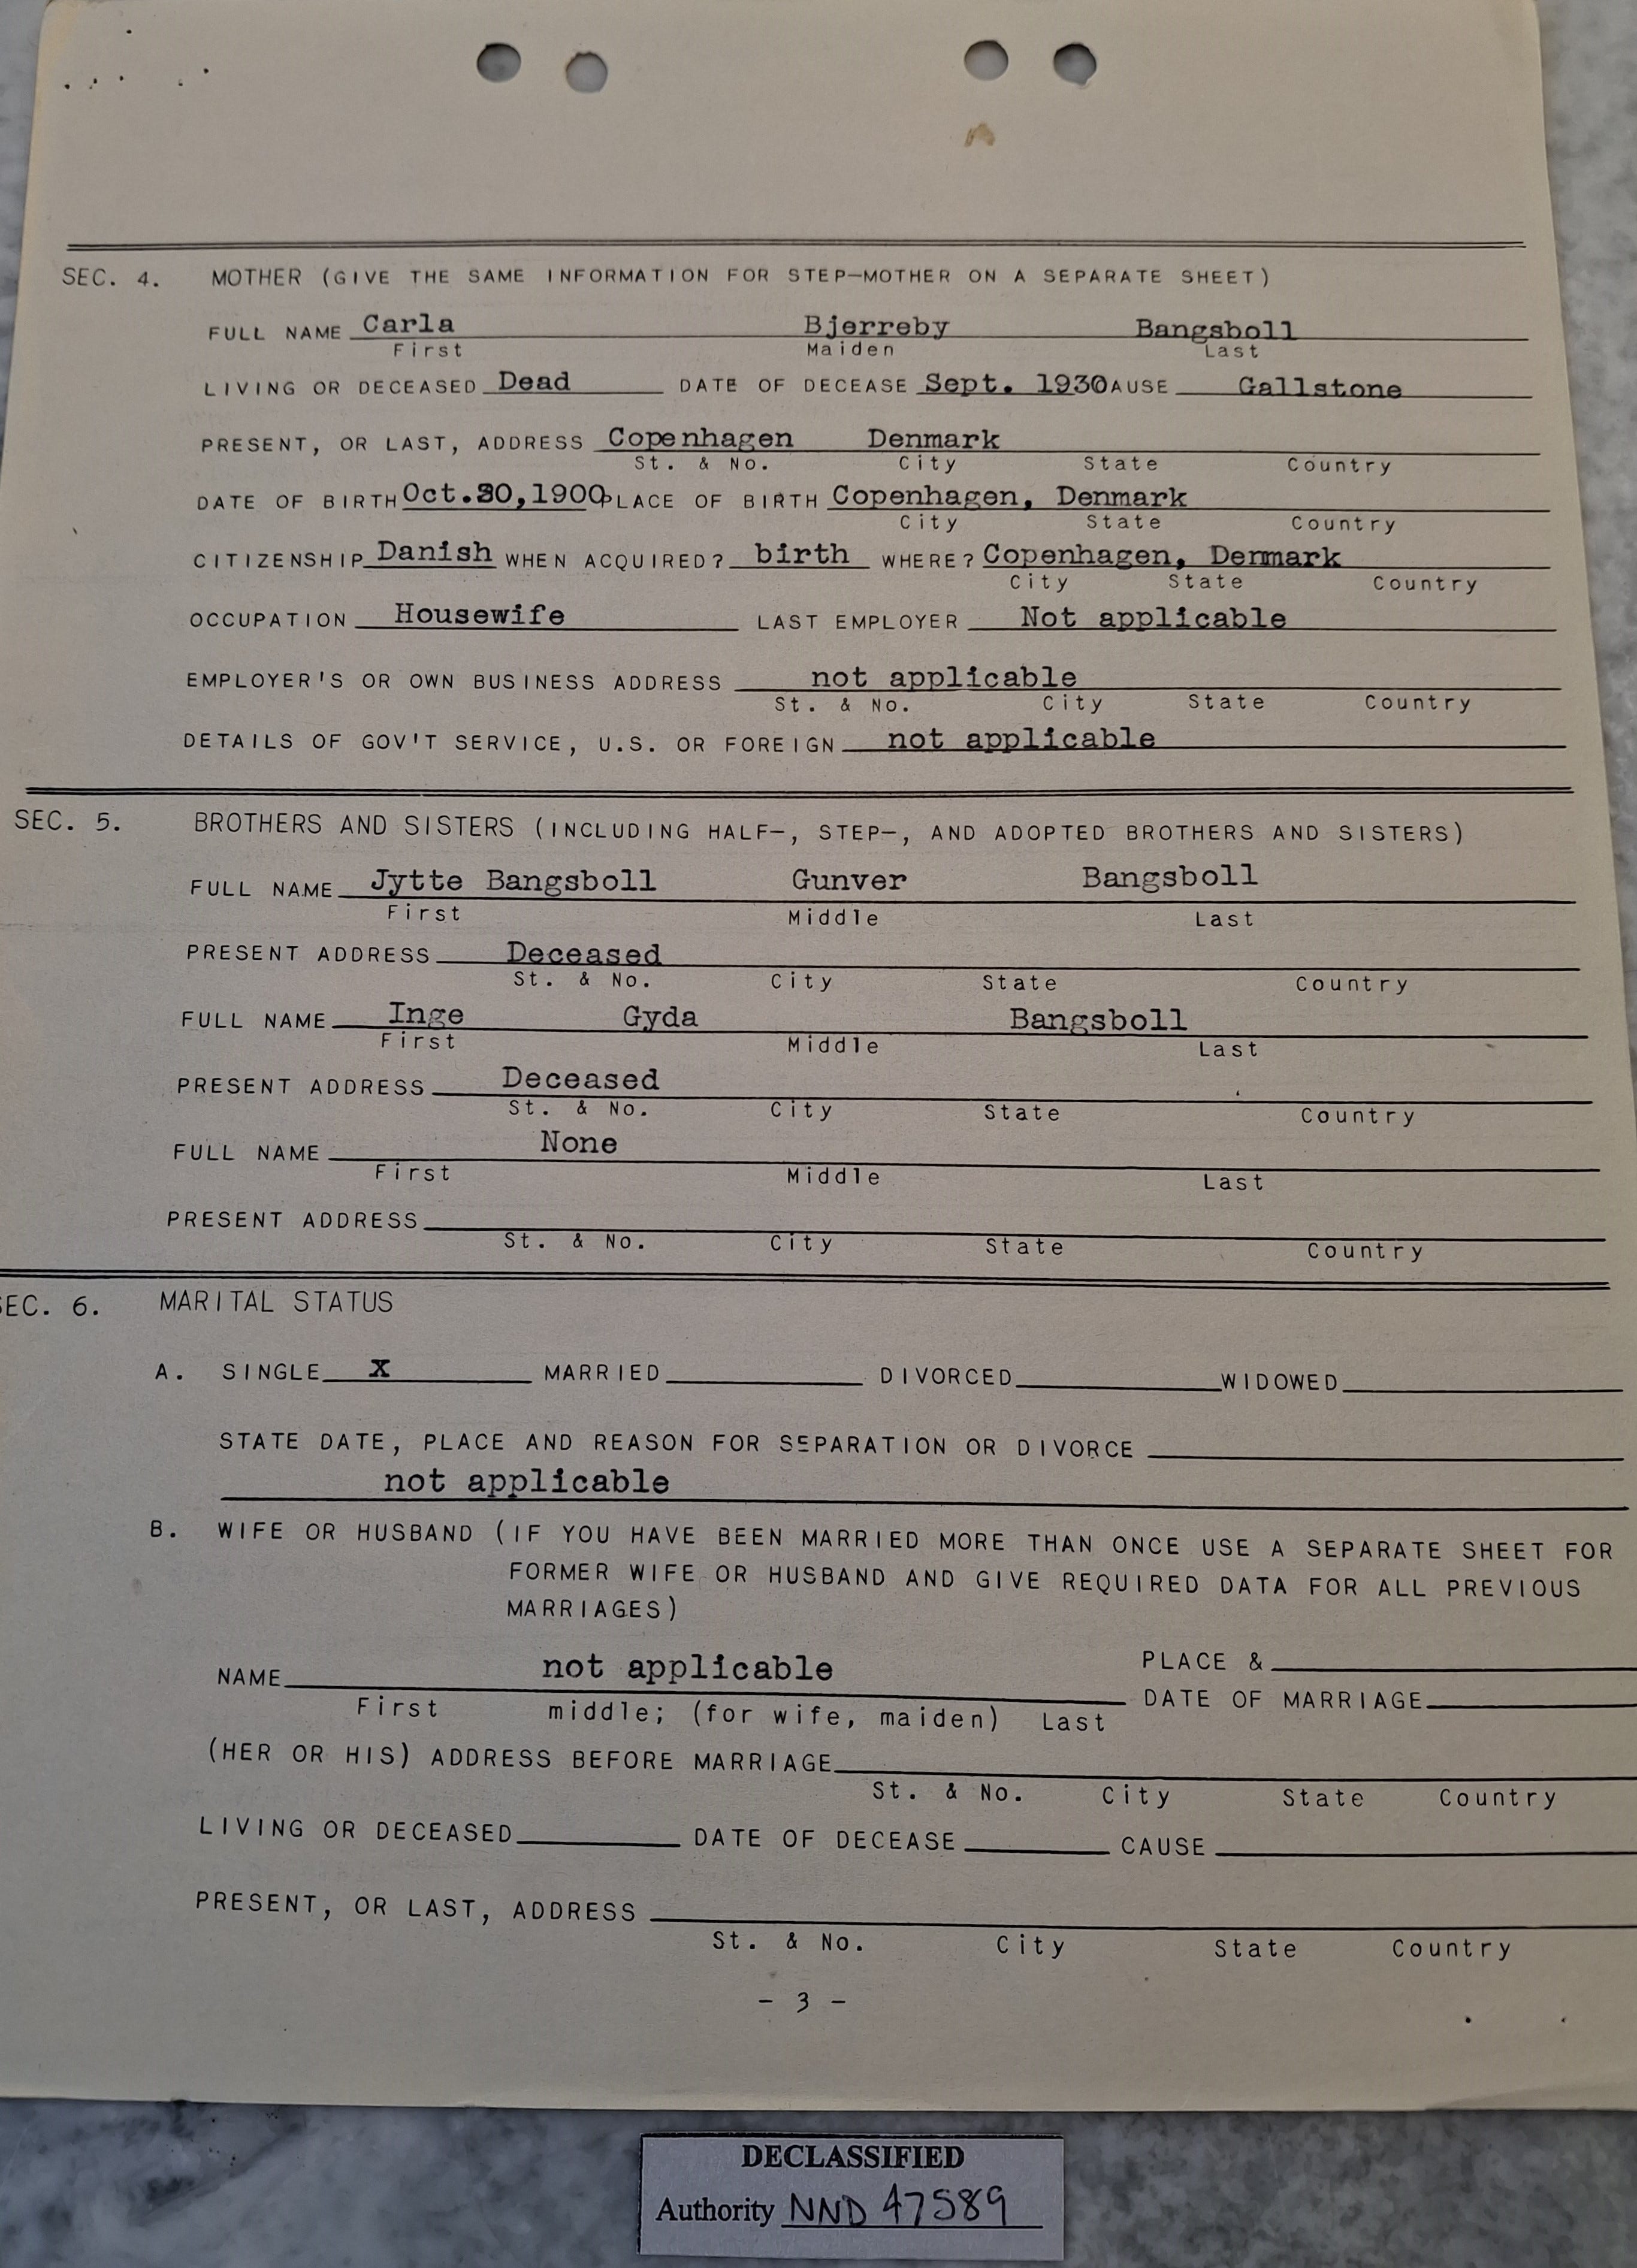 SEC. 4. MOTHER (GIVE THE SAME INFORMATION FOR STEP-MOTHER ON A SEPARATE SHEET)
FULL NAME Carla Bjerreby Bangsboll
First Maiden Last
LIVING OR DECEASED Dead DATE OF DECEASE Sept. 1930 AUSE Gallstone
PRESENT, OR LAST, ADDRESS Copenhagen Denmark
St. & No. City State Country
DATE OF BIRTH Oct.30,1900 PLACE OF BIRTH Copenhagen, Denmark
City State Country
CITIZENSHIP Danish WHEN ACQUIRED? birth WHERE? Copenhagen, Denmark
City State Country
OCCUPATION Housewife LAST EMPLOYER Not applicable
EMPLOYER'S OR OWN BUSINESS ADDRESS not applicable
St. & No. City State Country
DETAILS OF GOV'T SERVICE, U.S. OR FOREIGN not applicable
SEC. 5. BROTHERS AND SISTERS (INCLUDING HALF-, STEP-, AND ADOPTED BROTHERS AND SISTERS)
FULL NAME Jytte Bangsboll Gunver Bangsboll
First Middle Last
PRESENT ADDRESS Deceased
St. & No. City State Country
FULL NAME Inge Gyda Bangsboll
First Middle Last
PRESENT ADDRESS Deceased
St. & No. City State Country
FULL NAME None
First Middle Last
PRESENT ADDRESS
St. & No. City State Country
SEC. 6. MARITAL STATUS
A. SINGLE X MARRIED DIVORCED WIDOWED
STATE DATE, PLACE AND REASON FOR SEPARATION OR DIVORCE
not applicable
B. WIFE OR HUSBAND (IF YOU HAVE BEEN MARRIED MORE THAN ONCE USE A SEPARATE SHEET FOR
FORMER WIFE OR HUSBAND AND GIVE REQUIRED DATA FOR ALL PREVIOUS
MARRIAGES)
NAME not applicable PLACE &
DATE OF MARRIAGE
First middle; (for wife, maiden) Last
(HER OR HIS) ADDRESS BEFORE MARRIAGE
St. & No. City State Country
LIVING OR DECEASED DATE OF DECEASE CAUSE
PRESENT, OR LAST, ADDRESS
St. & No. City State Country
- 3 -
DECLASSIFIED
Authority NND 47589